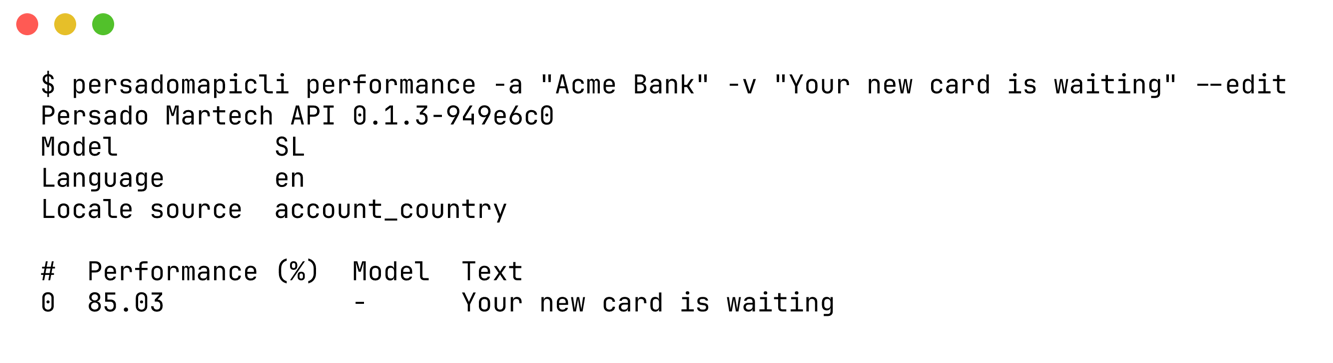 $ persadomapicli performance -a "Acme Bank" -v "Your new card is waiting" --edit
Persado Martech API 0.1.3-949e6c0
Model          SL
Language       en
Locale source  account_country
#  Performance (%)  Model  Text
0  85.03            -      Your new card is waiting